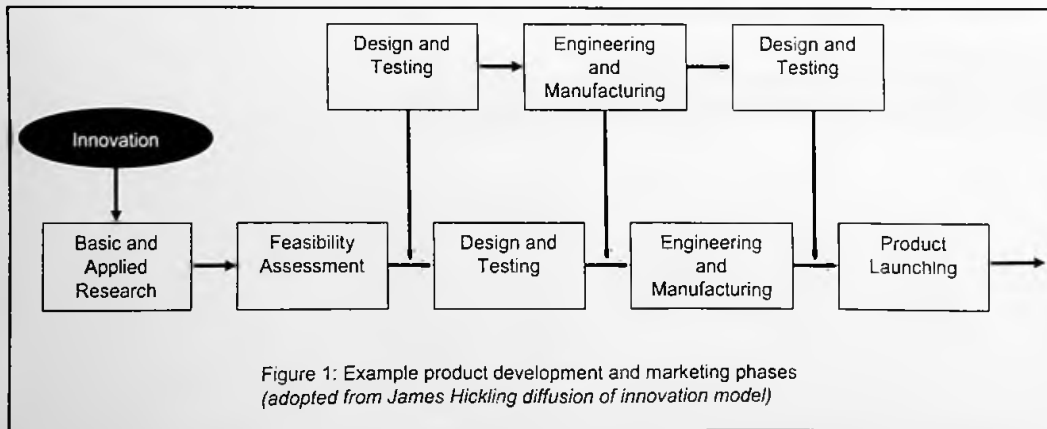 Design and
Testing
Engineering
and
Manufacturing
Design and
Testing
Innovation
Basic and
Applied
Research
Feasibility
Assessment
Design and
Testing
Engineering
and
Manufacturing
Product
Launching
Figure 1: Example product development and marketing phases
(adopted from James Hickling diffusion of innovation model)